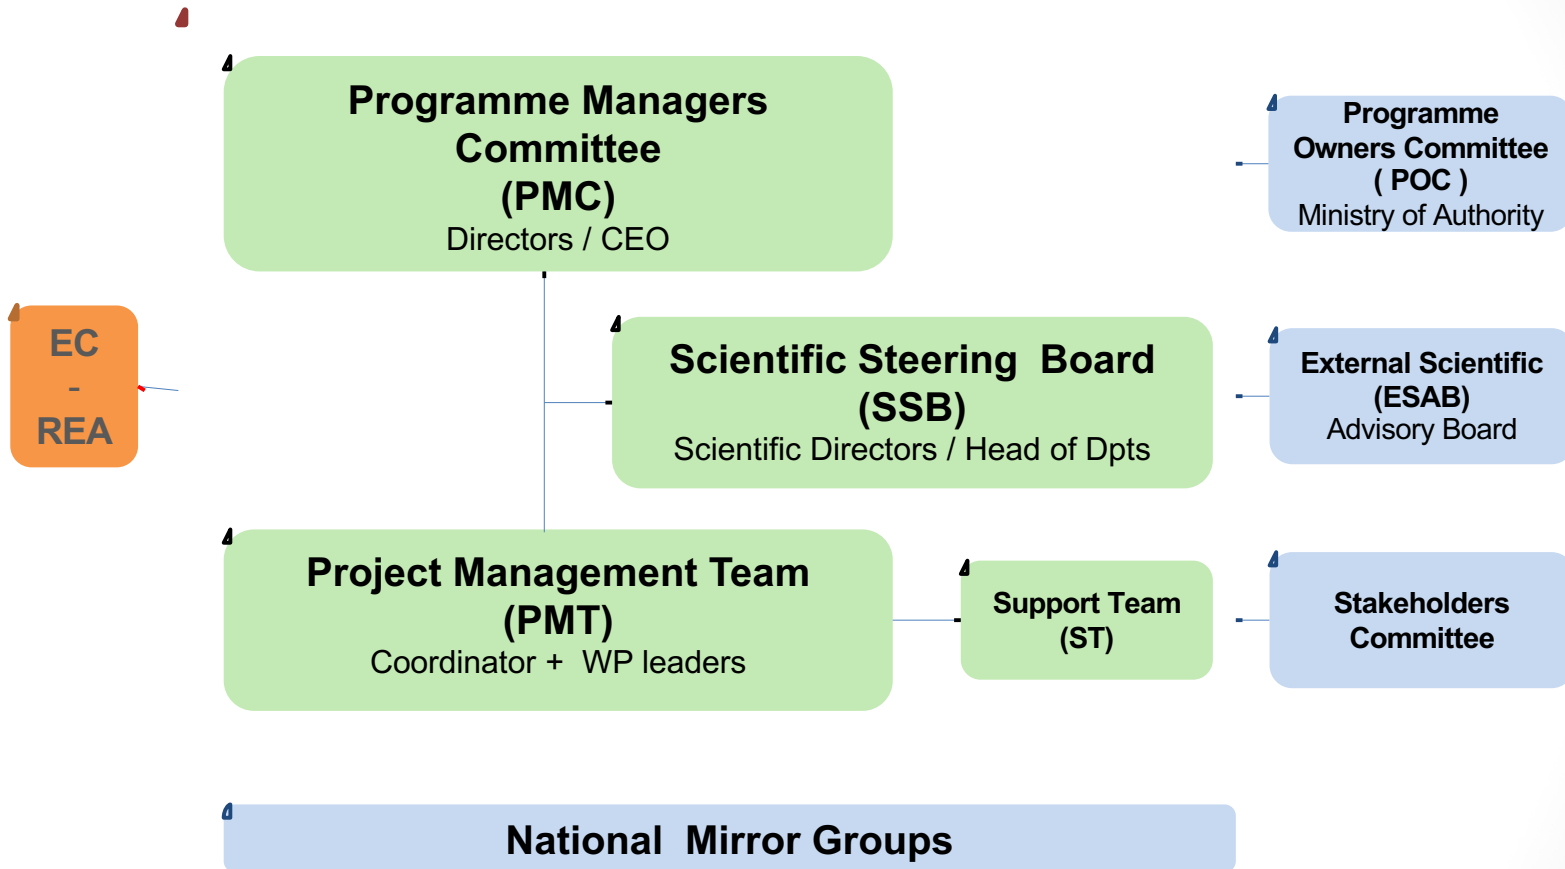 Programme Managers
Committee
(PMC)
Directors / CEO
Programme
Owners Committee
( POC )
Ministry of Authority
EC
-
REA
Scientific Steering  Board
(SSB)
Scientific Directors / Head of Dpts
External Scientific
(ESAB)
Advisory Board
Project Management Team
(PMT)
Coordinator +  WP leaders
Support Team
(ST)
Stakeholders
Committee
National  Mirror Groups